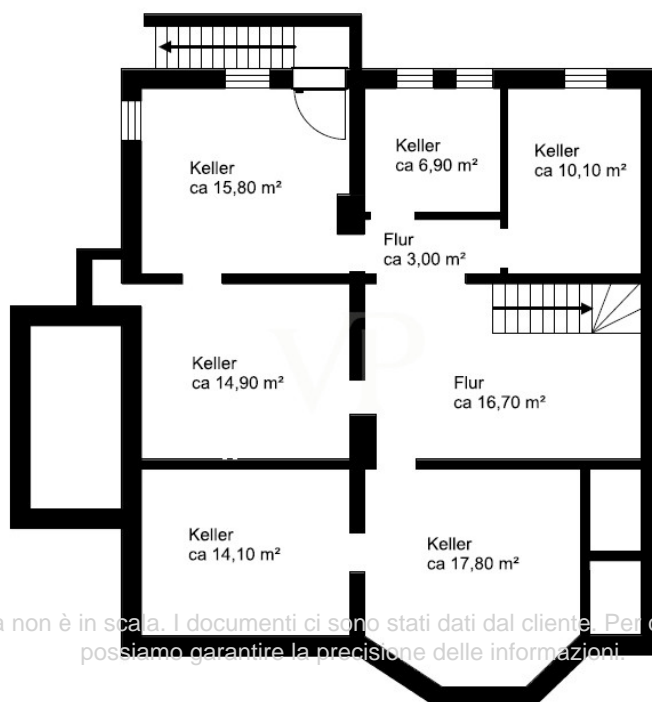 Keller
ca 15,80 m²
Keller
ca 6,90 m²
Keller
ca 10,10 m²
Flur
ca 3,00 m²
Keller
ca 14,90 m²
Flur
ca 16,70 m²
Keller
ca 14,10 m²
Keller
ca 17,80 m²
VP
a non è in scala. I documenti ci sono stati dati dal cliente. Per
possiamo garantire la precisione delle informazioni.